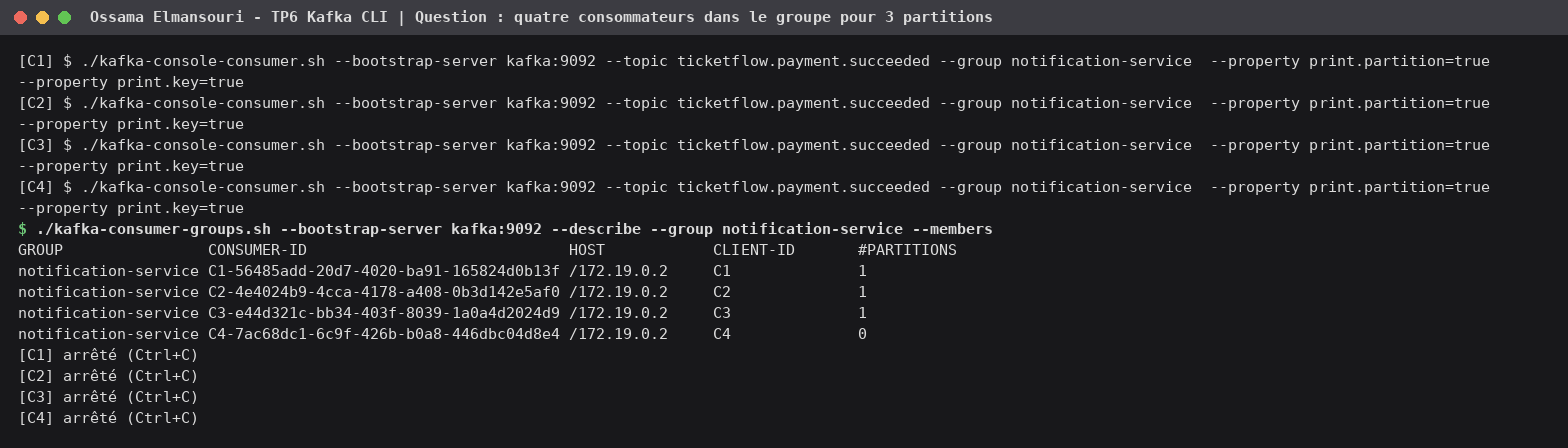 Ossama Elmansouri - TP6 Kafka CLI | Question : quatre consommateurs dans le groupe pour 3 partitions
[C1] $ ./kafka-console-consumer.sh --bootstrap-server kafka:9092 --topic ticketflow.payment.succeeded --group notification-service  --property print.partition=true
--property print.key=true
[C2] $ ./kafka-console-consumer.sh --bootstrap-server kafka:9092 --topic ticketflow.payment.succeeded --group notification-service  --property print.partition=true
--property print.key=true
[C3] $ ./kafka-console-consumer.sh --bootstrap-server kafka:9092 --topic ticketflow.payment.succeeded --group notification-service  --property print.partition=true
--property print.key=true
[C4] $ ./kafka-console-consumer.sh --bootstrap-server kafka:9092 --topic ticketflow.payment.succeeded --group notification-service  --property print.partition=true
--property print.key=true
$ ./kafka-consumer-groups.sh --bootstrap-server kafka:9092 --describe --group notification-service --members
GROUP                CONSUMER-ID                             HOST            CLIENT-ID       #PARTITIONS
notification-service C1-56485add-20d7-4020-ba91-165824d0b13f /172.19.0.2     C1              1
notification-service C2-4e4024b9-4cca-4178-a408-0b3d142e5af0 /172.19.0.2     C2              1
notification-service C3-e44d321c-bb34-403f-8039-1a0a4d2024d9 /172.19.0.2     C3              1
notification-service C4-7ac68dc1-6c9f-426b-b0a8-446dbc04d8e4 /172.19.0.2     C4              0
[C1] arrêté (Ctrl+C)
[C2] arrêté (Ctrl+C)
[C3] arrêté (Ctrl+C)
[C4] arrêté (Ctrl+C)